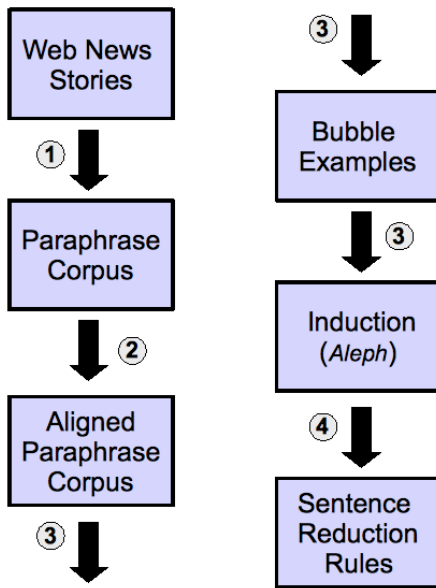 Web News
Stories
1
Paraphrase
Corpus
2
Aligned
Paraphrase
Corpus
3
3
Bubble
Examples
3
Induction
(Aleph)
4
Sentence
Reduction
Rules